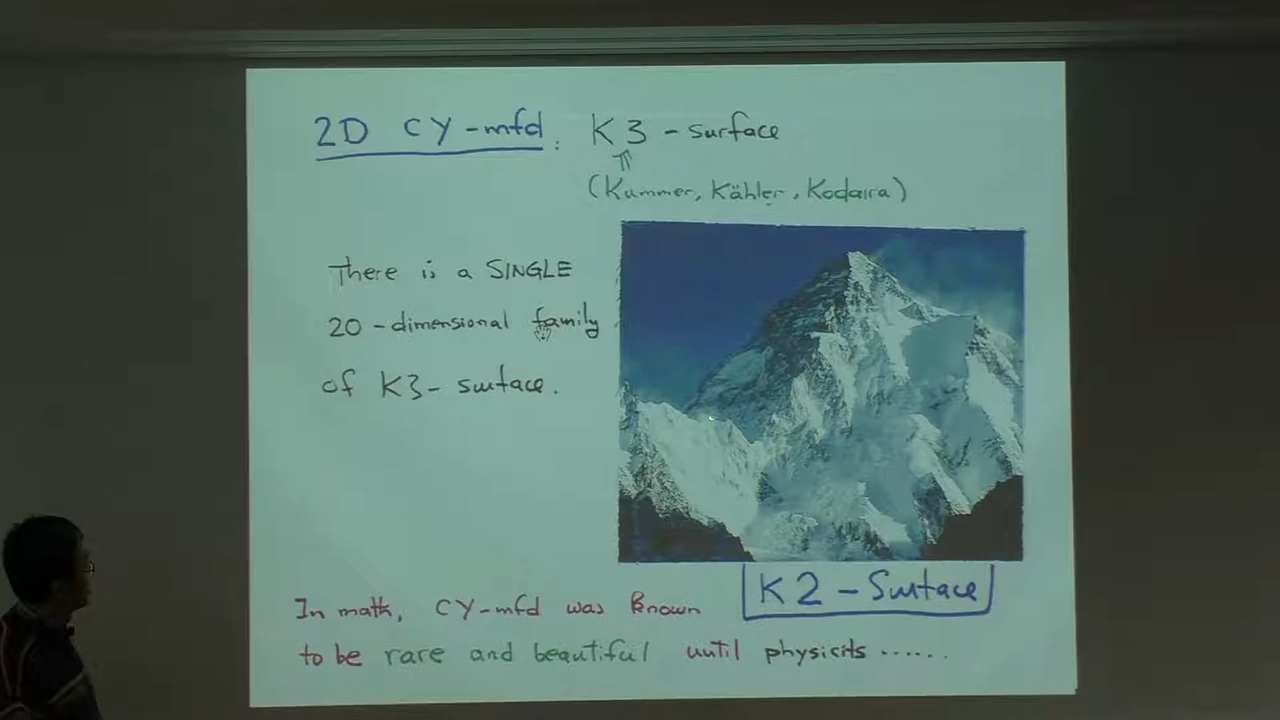 2D CY-mfd: K3-surface
(Kummer, Kähler, Kodaira)
There is a SINGLE
20-dimensional family
of K3-surface.
K2-Surface
In math, CY-mfd was known
to be rare and beautiful until physicits ......